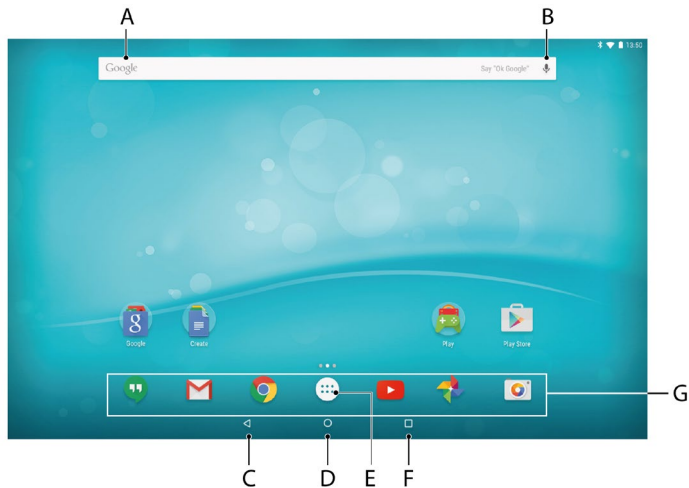 A
B
13:50
Google
Say "Ok Google"
Google
Create
Play
Play Store
G
C
D
E
F